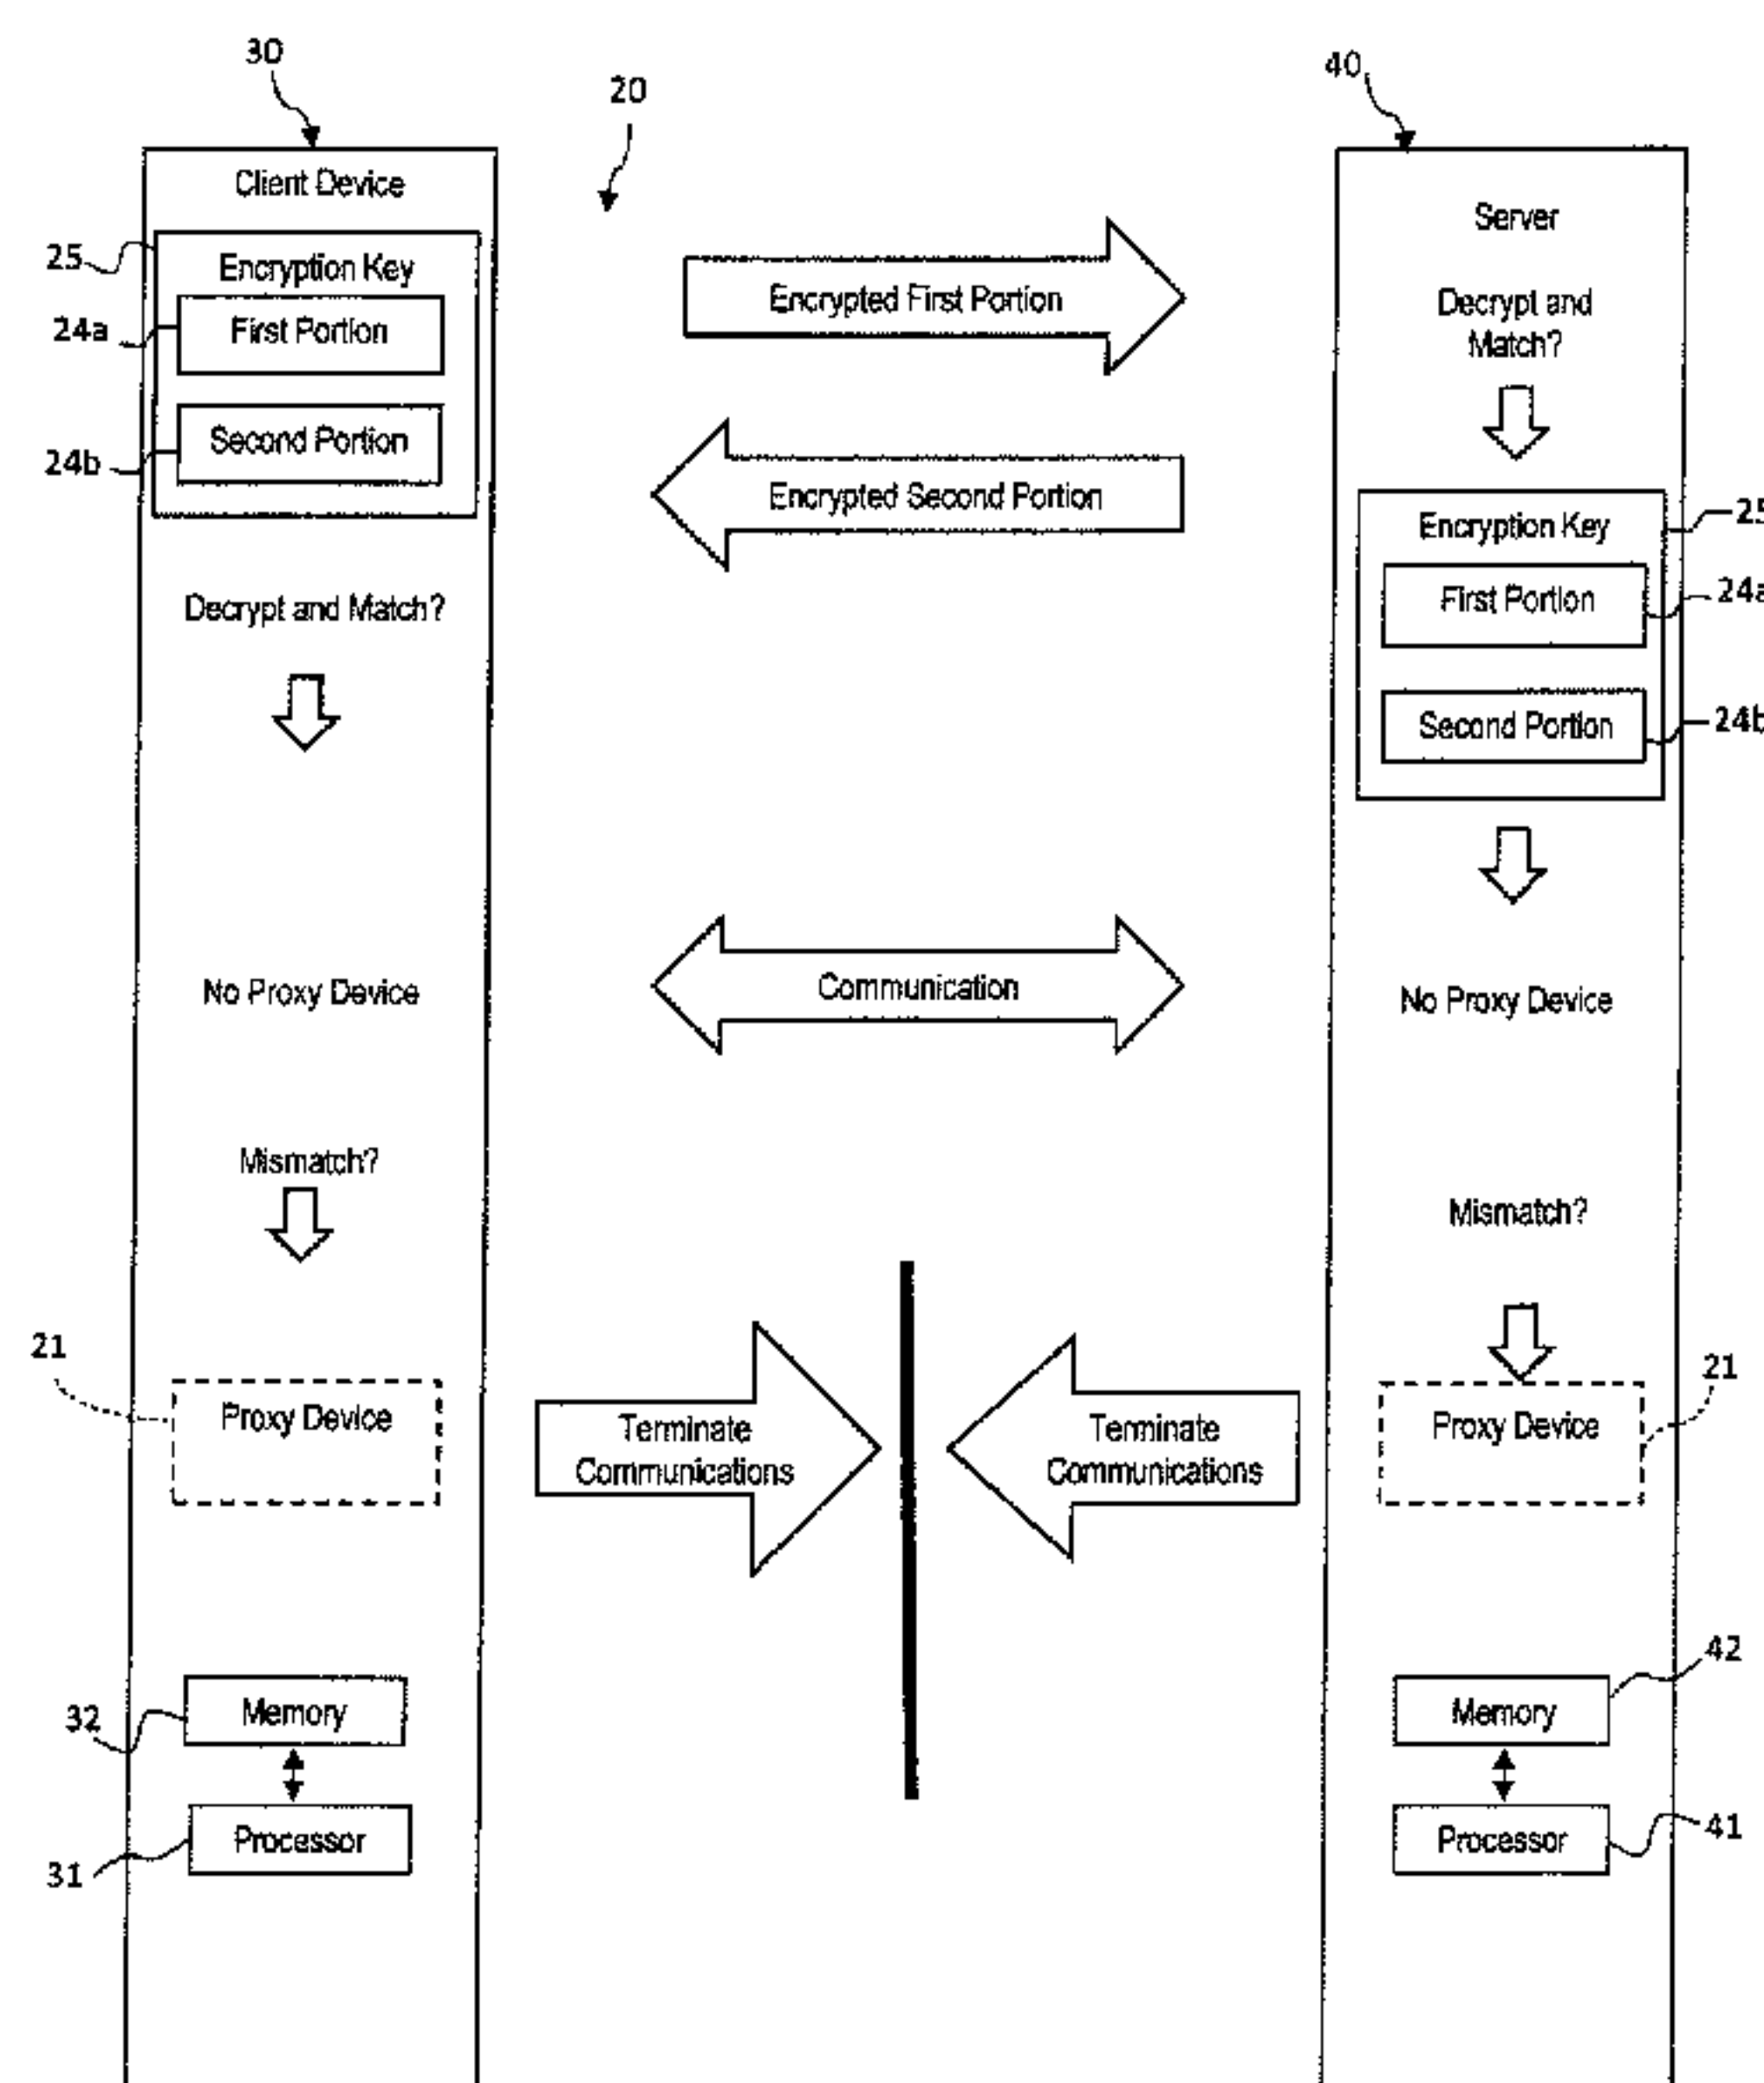 30
20
40
Client Device
Server
25
Encryption Key
24a
First Portion
24b
Second Portion
Encrypted First Portion
Decrypt and
Match?
Encrypted Second Portion
Encryption Key
25
First Portion
24a
Second Portion
24b
Decrypt and Match?
No Proxy Device
Communication
No Proxy Device
Mismatch?
Mismatch?
21
Proxy Device
Terminate
Communications
Terminate
Communications
Proxy Device
21
32
Memory
31
Processor
Memory
42
Processor
41